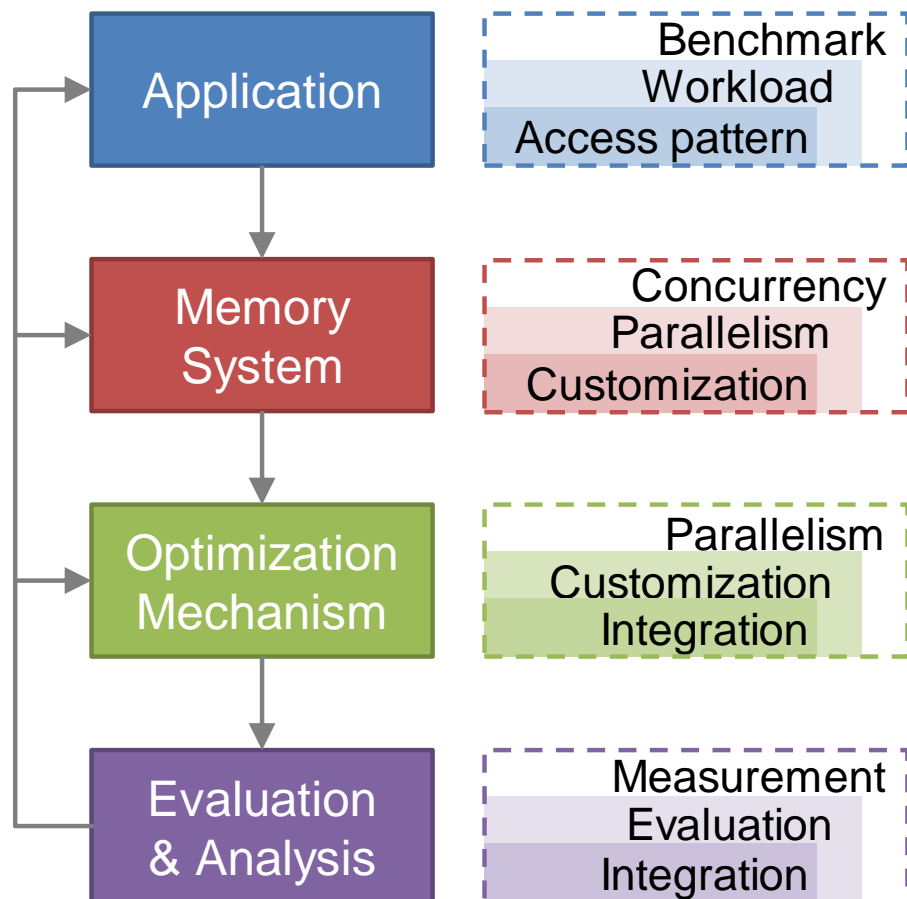 Application
Benchmark
Workload
Access pattern
Memory
System
Concurrency
Parallelism
Customization
Optimization
Mechanism
Parallelism
Customization
Integration
Evaluation
& Analysis
Measurement
Evaluation
Integration